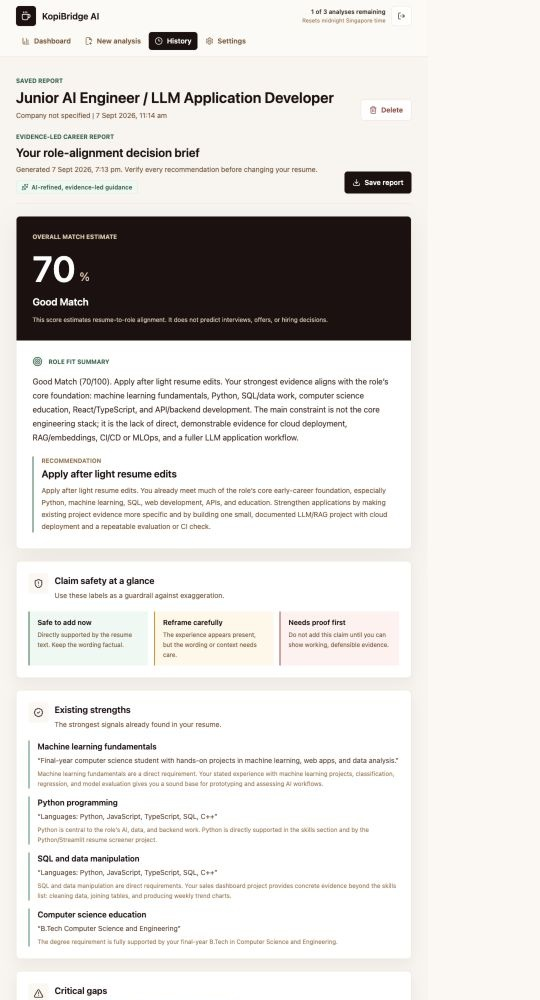 KopiBridge AI
1 of 3 analyses remaining
Resets midnight Singapore time
Dashboard
New analysis
History
Settings
SAVED REPORT
Junior AI Engineer / LLM Application Developer
Company not specified | 7 Sept 2026, 11:14 am
Delete
EVIDENCE-LED CAREER REPORT
Your role-alignment decision brief
Generated 7 Sept 2026, 7:13 pm. Verify every recommendation before changing your resume.
AI-refined, evidence-led guidance
Save report
OVERALL MATCH ESTIMATE
70 %
Good Match
This score estimates resume-to-role alignment. It does not predict interviews, offers, or hiring decisions.
ROLE FIT SUMMARY
Good Match (70/100). Apply after light resume edits. Your strongest evidence aligns with the role's
core foundation: machine learning fundamentals, Python, SQL/data work, computer science
education, React/TypeScript, and API/backend development. The main constraint is not the core
engineering stack; it is the lack of direct, demonstrable evidence for cloud deployment,
RAG/embeddings, CI/CD or MLOps, and a fuller LLM application workflow.
RECOMMENDATION
Apply after light resume edits
Apply after light resume edits. You already meet much of the role's core early-career foundation, especially
Python, machine learning, SQL, web development, APIs, and education. Strengthen applications by making
existing project evidence more specific and by building one small, documented LLM/RAG project with cloud
deployment and a repeatable evaluation or CI check.
Claim safety at a glance
Use these labels as a guardrail against exaggeration.
Safe to add now
Directly supported by the resume
text. Keep the wording factual.
Reframe carefully
The experience appears present,
but the wording or context needs
care.
Needs proof first
Do not add this claim until you can
show working, defensible evidence.
Existing strengths
The strongest signals already found in your resume.
Machine learning fundamentals
"Final-year computer science student with hands-on projects in machine learning, web apps, and data analysis."
Machine learning fundamentals are a direct requirement. Your stated experience with machine learning projects, classification,
regression, and model evaluation gives you a sound base for prototyping and assessing AI workflows.
Python programming
"Languages: Python, JavaScript, TypeScript, SQL, C++"
Python is central to the role's AI, data, and backend work. Python is directly supported in the skills section and by the
Python/Streamlit resume screener project.
SQL and data manipulation
"Languages: Python, JavaScript, TypeScript, SQL, C++"
SQL and data manipulation are direct requirements. Your sales dashboard project provides concrete evidence beyond the skills
list: cleaning data, joining tables, and producing weekly trend charts.
Computer science education
"B.Tech Computer Science and Engineering"
The degree requirement is fully supported by your final-year B.Tech in Computer Science and Engineering.
Critical gaps